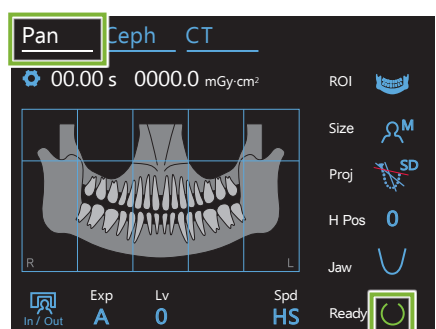 Pan Ceph CT
00.00 s 0000.0 mGy·cm²
ROI
Size M
Proj SD
H Pos 0
R L Jaw
Exp Lv Spd
In / Out A 0 HS Ready